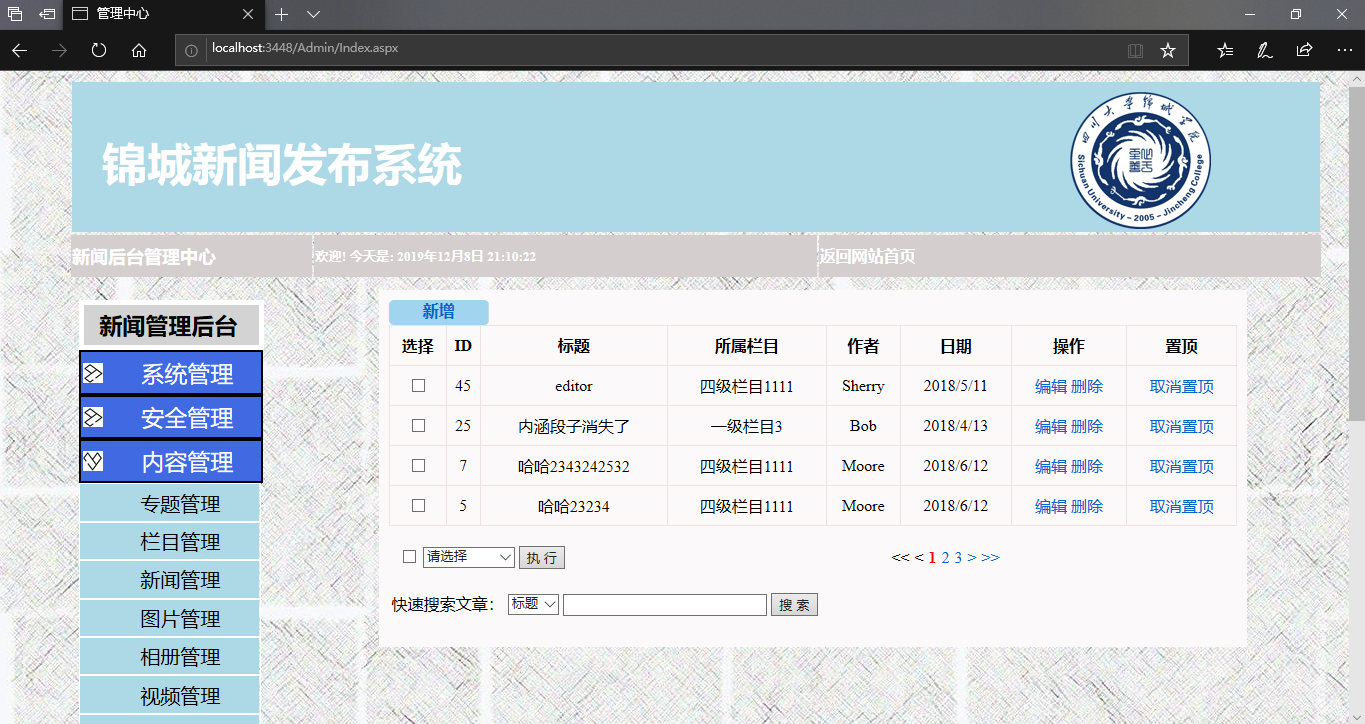 管理中心
localhost:3448/Admin/Index.aspx
锦城新闻发布系统
四川大学锦城学院
Sichuan University - 2005 - Jincheng College
新闻后台管理中心 欢迎! 今天是: 2019年12月8日 21:10:22 返回网站首页
新闻管理后台
系统管理
安全管理
内容管理
专题管理
栏目管理
新闻管理
图片管理
相册管理
视频管理
新增
选择 ID 标题 所属栏目 作者 日期 操作 置顶
45 editor 四级栏目1111 Sherry 2018/5/11 编辑 删除 取消置顶
25 内涵段子消失了 一级栏目3 Bob 2018/4/13 编辑 删除 取消置顶
7 哈哈2343242532 四级栏目1111 Moore 2018/6/12 编辑 删除 取消置顶
5 哈哈23234 四级栏目1111 Moore 2018/6/12 编辑 删除 取消置顶
请选择 执 行 << < 1 2 3 > >>
快速搜索文章： 标题 搜 索